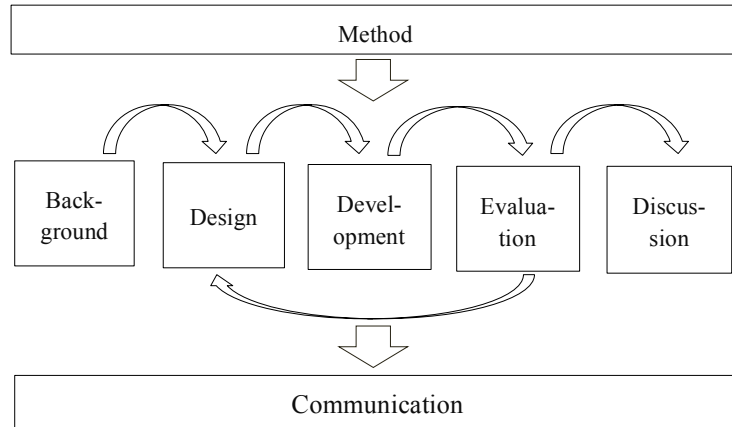 Method
Back-
ground
Design
Devel-
opment
Evalua-
tion
Discus-
sion
Communication